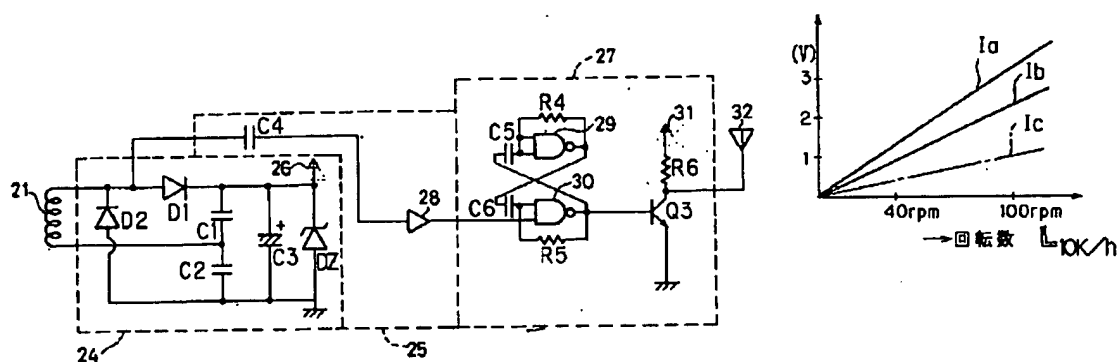 27
C4
25
24
21
D2
D1
C1
C2
C3
+
26
DZ
28
R4
C5
29
C6
30
R5
31
32
R6
Q3
(V)
3
2
1
Ia
Ib
Ic
40rpm
100rpm
→回転数
10K/h